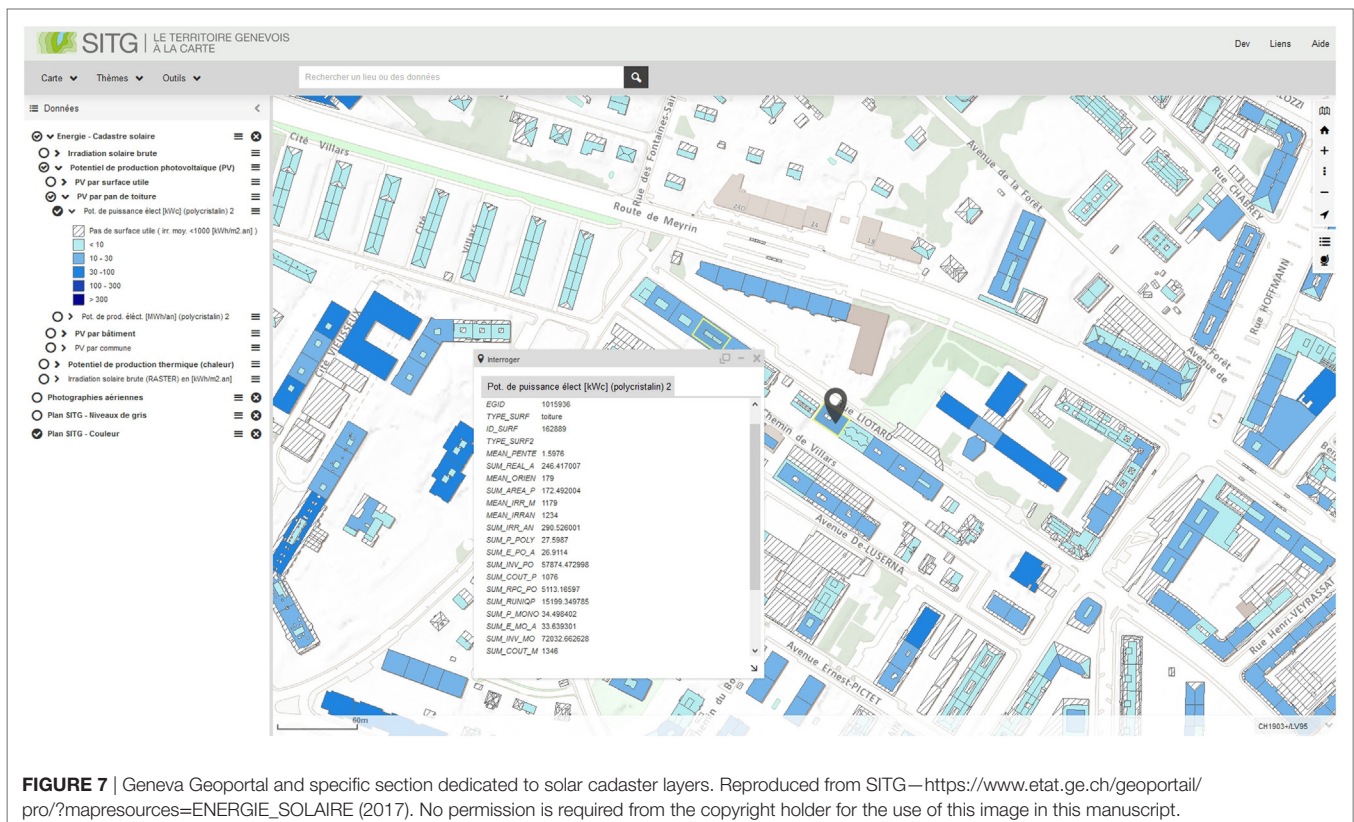 SITG | LE TERRITOIRE GENEVOIS
À LA CARTE
Dev Liens Aide
Carte Thèmes Outils
Rechercher un lieu ou des données
Données
Energie - Cadastre solaire
Irradiation solaire brute
Potentiel de production photovoltaïque (PV)
PV par surface utile
PV par pan de toiture
Pot. de puissance élect [kWc] (polycristalin) 2
Pas de surface utile ( irr. moy. <1000 [kWh/m2.an] )
< 10
10 - 30
30 -100
100 - 300
> 300
Pot. de prod. éléct. [MWh/an] (polycristalin) 2
PV par bâtiment
PV par commune
Potentiel de production thermique (chaleur)
Irradiation solaire brute (RASTER) en [kWh/m2.an]
Photographies aériennes
Plan SITG - Niveaux de gris
Plan SITG - Couleur
Cité - Villars
Rue des Fontaines-Sai
Avenue de la Forêt
Rue CHABREY
Route de Meyrin
Cité Villars
Cité VIEUSSEUX
Rue HOFFMANN
Avenue de Forêt
Rue LIOTARD
Chemin de Villars
Avenue De-LUSERNA
Avenue Ernest-PICTET
Rue Henri-VEYRASSAT
Interroger
Pot. de puissance élect [kWc] (polycristalin) 2
EGID 1015936
TYPE_SURF toiture
ID_SURF 162889
TYPE_SURF2
MEAN_PENTE 1.5976
SUM_REAL_A 246.417007
MEAN_ORIEN 179
SUM_AREA_P 172.492004
MEAN_IRR_M 1179
MEAN_IRRAN 1234
SUM_IRR_AN 290.526001
SUM_P_POLY 27.5987
SUM_E_PO_A 26.9114
SUM_INV_PO 57874.472998
SUM_COUT_P 1076
SUM_RPC_PO 5113.16597
SUM_RUNIQP 15199.349785
SUM_P_MONO 34.498402
SUM_E_MO_A 33.639301
SUM_INV_MO 72032.662628
SUM_COUT_M 1346
60m
CH1903+/LV95
FIGURE 7 | Geneva Geoportal and specific section dedicated to solar cadaster layers. Reproduced from SITG—https://www.etat.ge.ch/geoportail/
pro/?mapresources=ENERGIE_SOLAIRE (2017). No permission is required from the copyright holder for the use of this image in this manuscript.